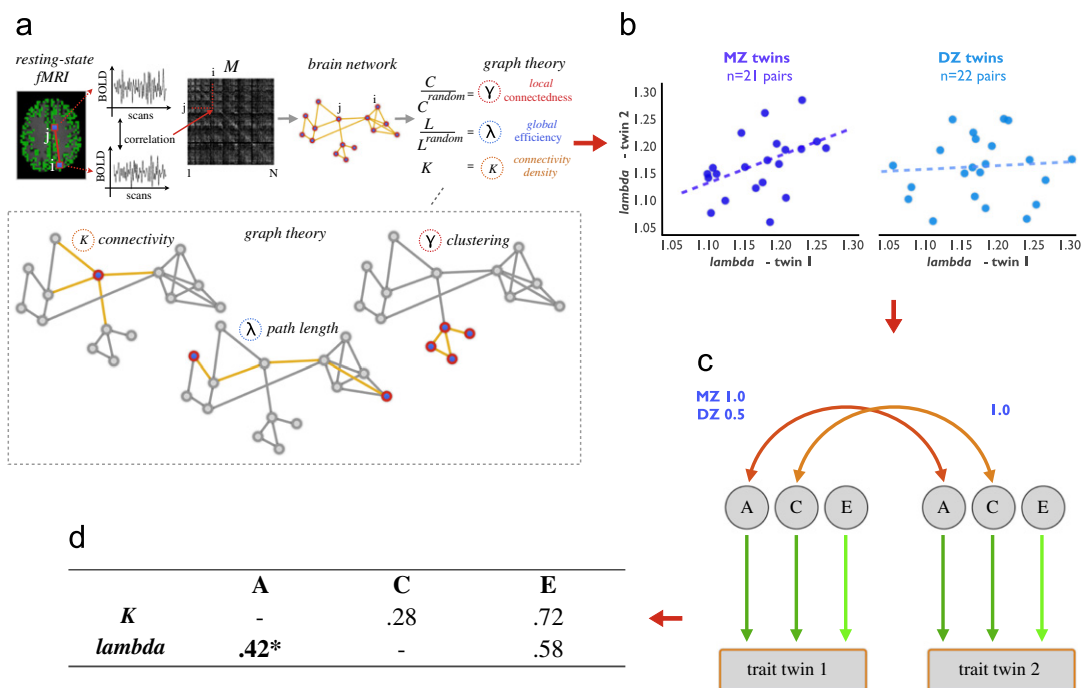 a
resting-state
fMRI
BOLD
scans
correlation
BOLD
scans
j
i
M
i
j
1
N
brain network
j
i
graph theory
C
C random
= γ
local
connectedness
L
L random
= λ
global
efficiency
K
= K
connectivity
density
graph theory
K connectivity
γ clustering
λ path length
b
MZ twins
n=21 pairs
DZ twins
n=22 pairs
lambda - twin 2
1.30
1.25
1.20
1.15
1.10
1.05
1.05 1.10 1.15 1.20 1.25 1.30
lambda - twin 1
1.05 1.10 1.15 1.20 1.25 1.30
lambda - twin 1
c
MZ 1.0
DZ 0.5
1.0
A C E A C E
trait twin 1 trait twin 2
d
A C E
K - .28 .72
lambda .42* - .58